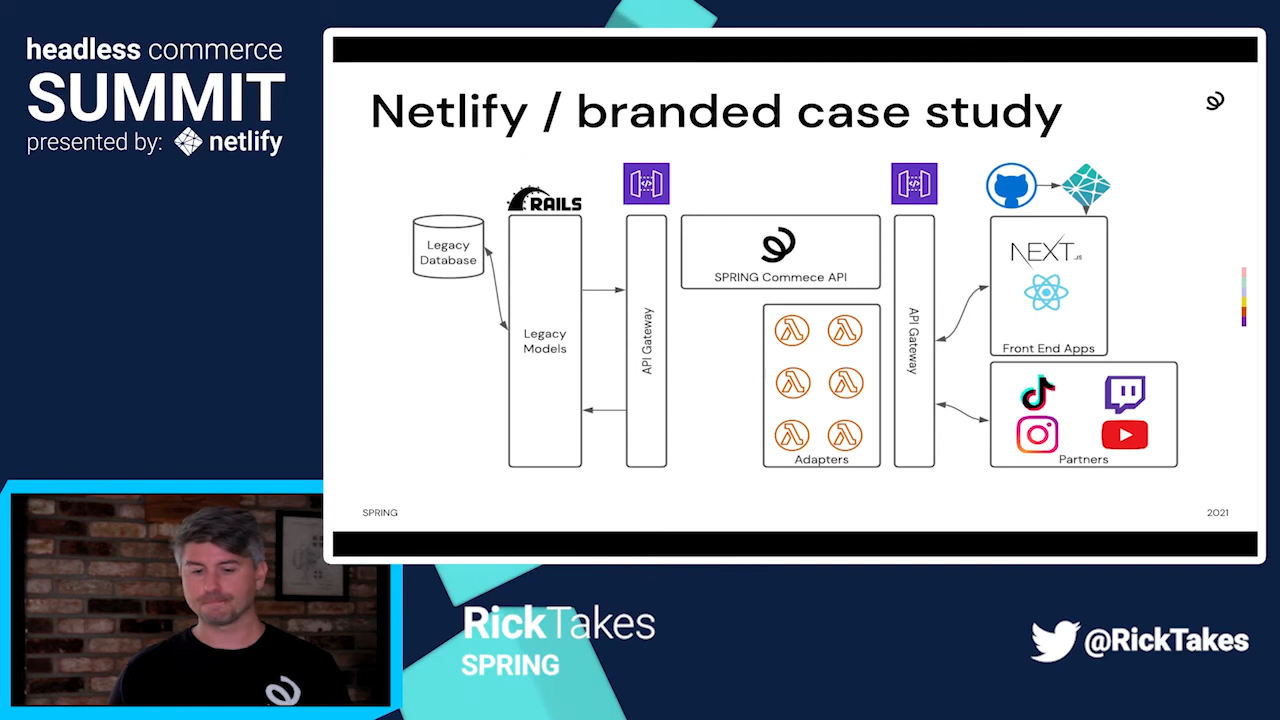 headless commerce
SUMMIT
presented by: netlify
Netlify / branded case study
RAILS
Legacy
Database
Legacy
Models
API Gateway
SPRING Commece API
Adapters
API Gateway
NEXT.JS
Front End Apps
Partners
SPRING
2021
RickTakes
SPRING
@RickTakes